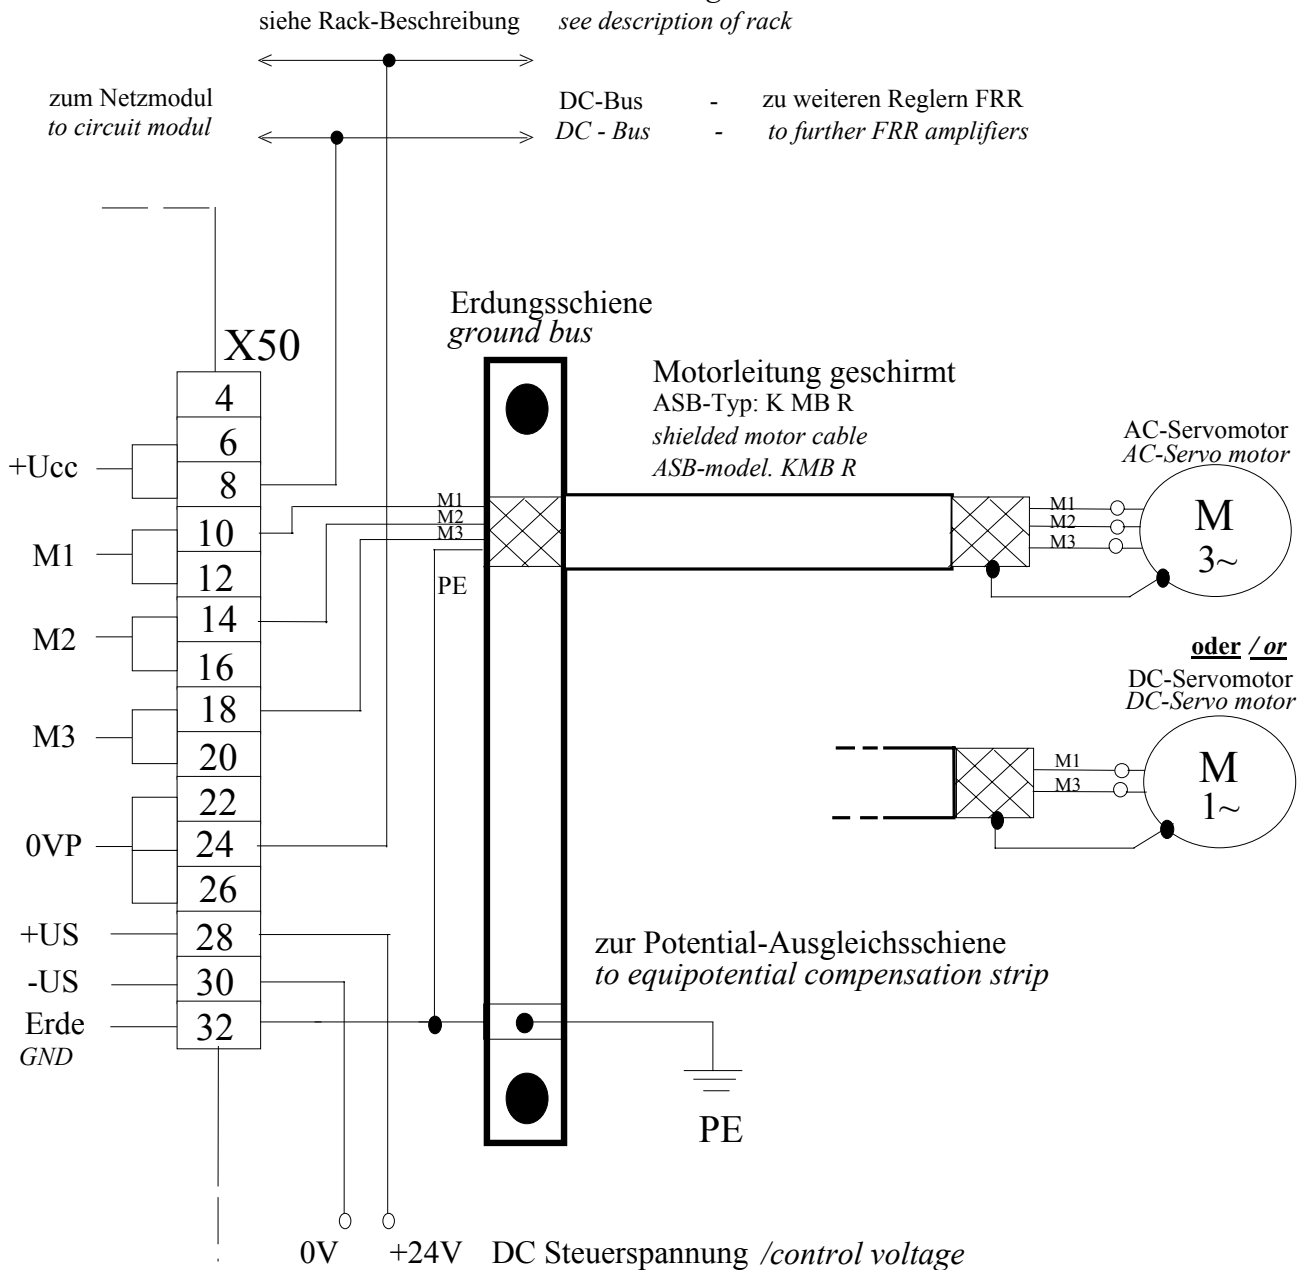 siehe Rack-Beschreibung see description of rack
zum Netzmodul
to circuit modul
DC-Bus - zu weiteren Reglern FRR
DC - Bus - to further FRR amplifiers
X50
Erdungsschiene
ground bus
Motorleitung geschirmt
ASB-Typ: K MB R
shielded motor cable
ASB-model. KMB R
AC-Servomotor
AC-Servo motor
4
6
8
10
12
14
16
18
20
22
24
26
28
30
32
+Ucc
M1
M2
M3
0VP
+US
-US
Erde
GND
M1
M2
M3
PE
M1
M2
M3
M
3~
oder / or
DC-Servomotor
DC-Servo motor
M1
M3
M
1~
zur Potential-Ausgleichsschiene
to equipotential compensation strip
PE
0V +24V DC Steuerspannung /control voltage